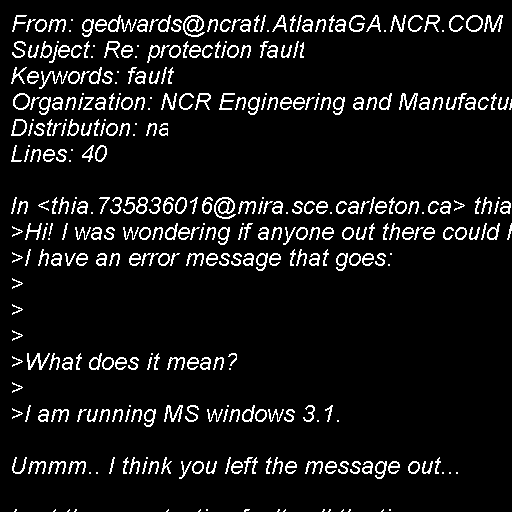 From: gedwards@ncratl.AtlantaGA.NCR.COM
Subject: Re: protection fault
Keywords: fault
Organization: NCR Engineering and
Distribution: na
Lines: 40
In <thia.735836016@mira.sce.carleton.ca> thia
>Hi! I was wondering if anyone out there could
>I have an error message that goes:
>
>
>
>What does it mean?
>
>I am running MS windows 3.1.
Ummm.. I think you left the message out...